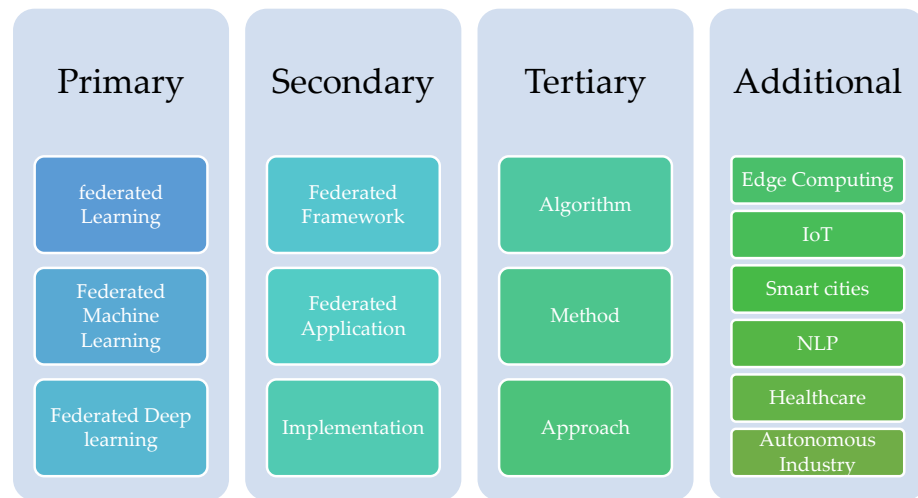 Primary
federated
Learning
Federated
Machine
Learning
Federated Deep
learning
Secondary
Federated
Framework
Federated
Application
Implementation
Tertiary
Algorithm
Method
Approach
Additional
Edge Computing
IoT
Smart cities
NLP
Healthcare
Autonomous
Industry